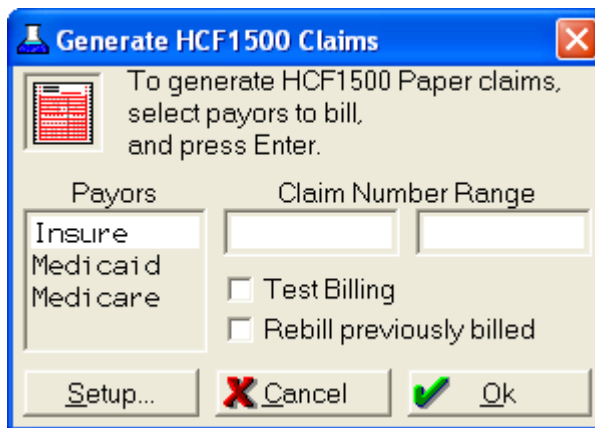 Generate HCF1500 Claims
To generate HCF1500 Paper claims,
select payors to bill,
and press Enter.
Payors
Claim Number Range
Insure
Medicaid
Medicare
Test Billing
Rebill previously billed
Setup...
Cancel
Ok